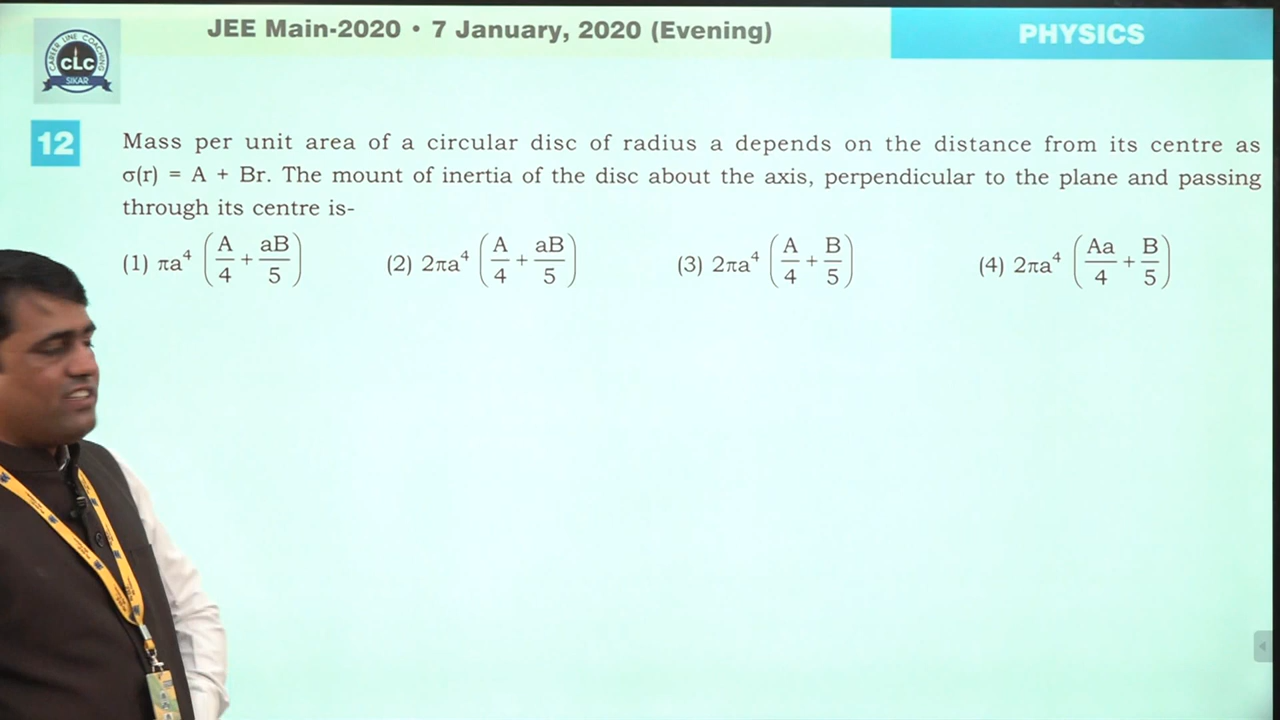 JEE Main-2020 • 7 January, 2020 (Evening)
PHYSICS
CAREER LINE COACHING
CLC
SIKAR
12
Mass per unit area of a circular disc of radius a depends on the distance from its centre as
σ(r) = A + Br. The mount of inertia of the disc about the axis, perpendicular to the plane and passing
through its centre is-
(1) πa⁴ (A/4 + aB/5) (2) 2πa⁴ (A/4 + aB/5) (3) 2πa⁴ (A/4 + B/5) (4) 2πa⁴ (Aa/4 + B/5)